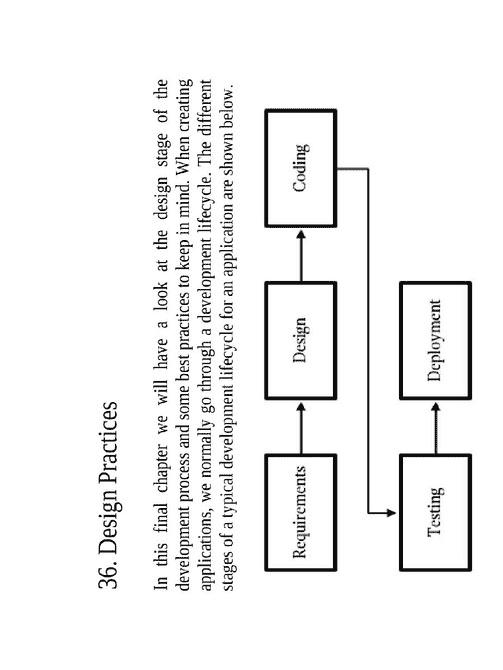 36. Design Practices
In this final chapter we will have a look at the design stage of the
development process and some best practices to keep in mind. When creating
applications, we normally go through a development lifecycle. The different
stages of a typical development lifecycle for an application are shown below.
Requirements
Design
Coding
Testing
Deployment